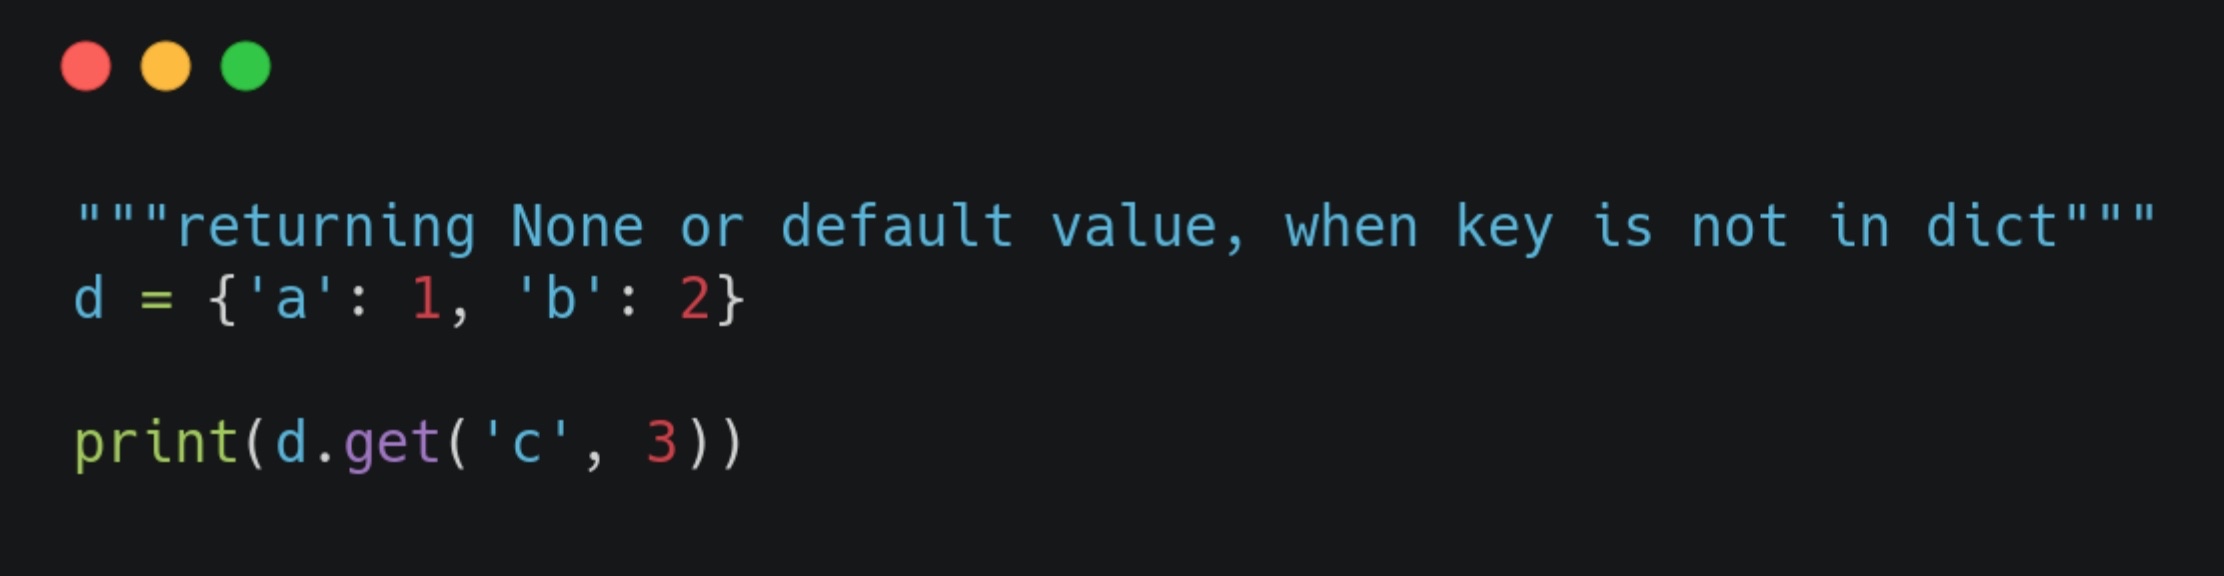 """returning None or default value, when key is not in dict"""
d = {'a': 1, 'b': 2}
print(d.get('c', 3))